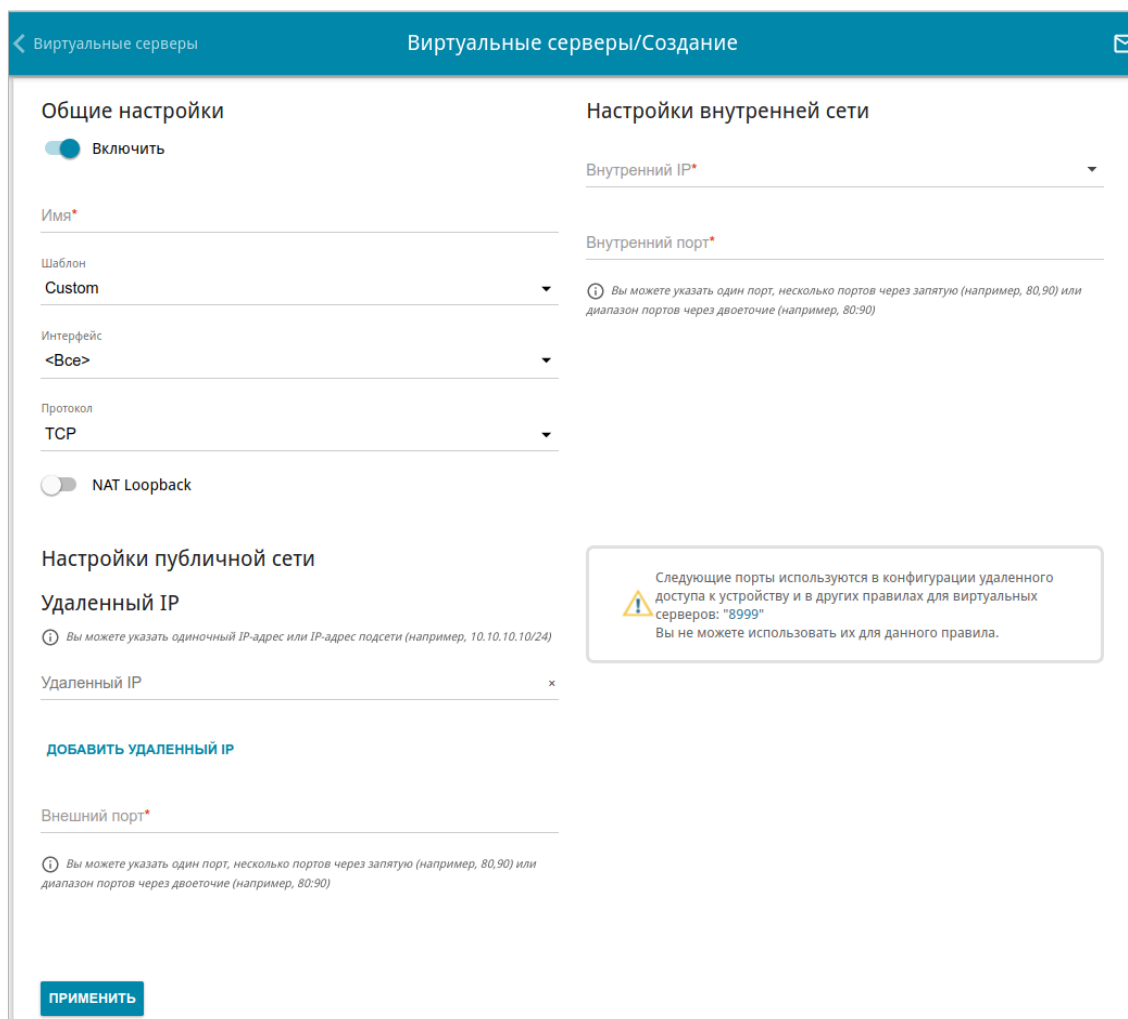 Виртуальные серверы
Виртуальные серверы/Создание
Общие настройки
Включить
Имя*
Шаблон
Custom
Интерфейс
<Все>
Протокол
TCP
NAT Loopback
Настройки внутренней сети
Внутренний IP*
Внутренний порт*
Вы можете указать один порт, несколько портов через запятую (например, 80,90) или
диапазон портов через двоеточие (например, 80:90)
Настройки публичной сети
Удаленный IP
Вы можете указать одиночный IP-адрес или IP-адрес подсети (например, 10.10.10.10/24)
Удаленный IP
ДОБАВИТЬ УДАЛЕННЫЙ IP
Внешний порт*
Вы можете указать один порт, несколько портов через запятую (например, 80,90) или
диапазон портов через двоеточие (например, 80:90)
Следующие порты используются в конфигурации удаленного
доступа к устройству и в других правилах для виртуальных
серверов: "8999"
Вы не можете использовать их для данного правила.
ПРИМЕНИТЬ